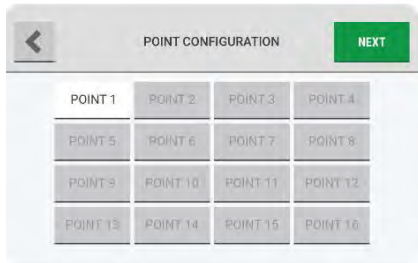 POINT CONFIGURATION NEXT
POINT 1 POINT 2 POINT 3 POINT 4
POINT 5 POINT 6 POINT 7 POINT 8
POINT 9 POINT 10 POINT 11 POINT 12
POINT 13 POINT 14 POINT 15 POINT 16